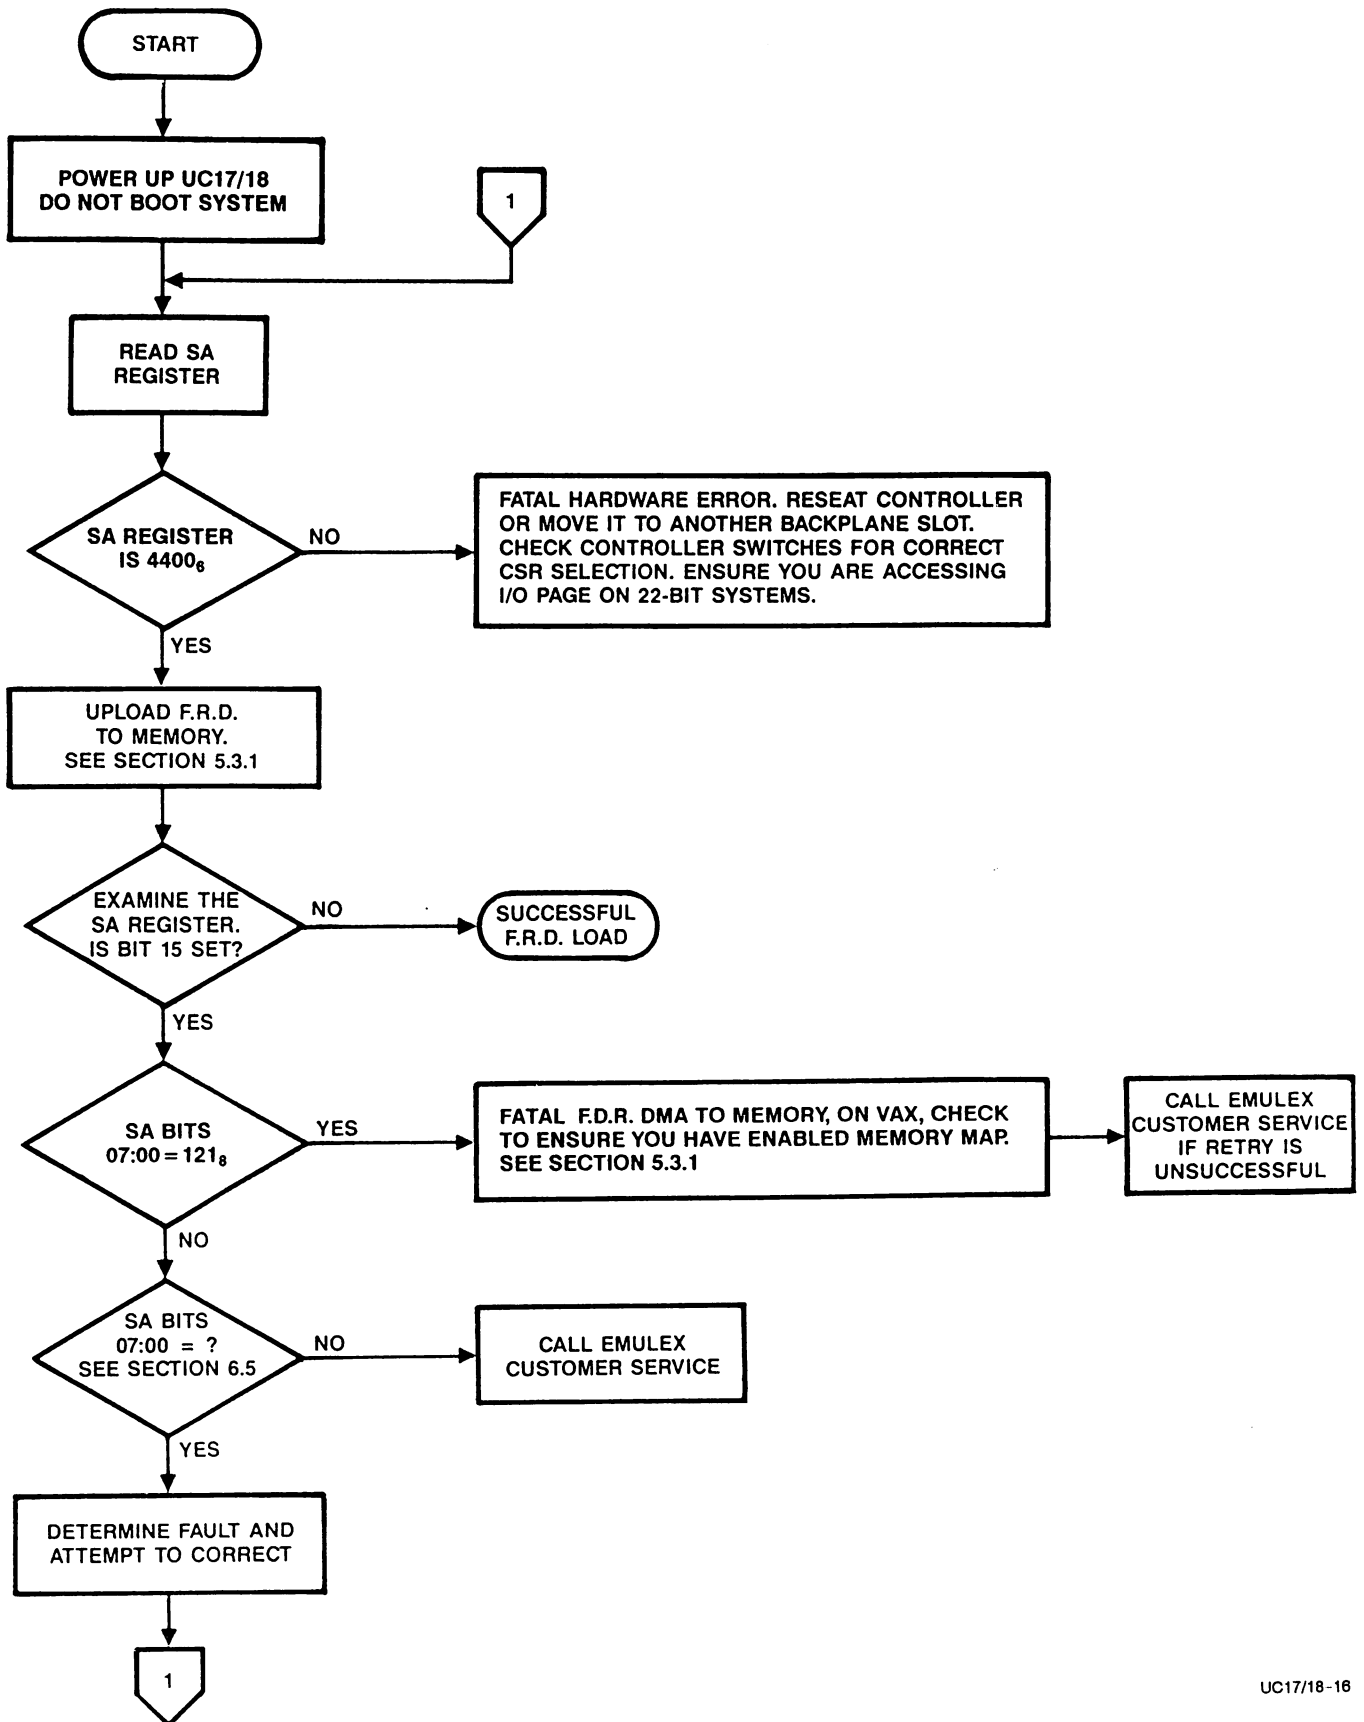 START
POWER UP UC17/18
DO NOT BOOT SYSTEM
1
READ SA
REGISTER
SA REGISTER
IS 4400₆
NO
FATAL HARDWARE ERROR. RESEAT CONTROLLER
OR MOVE IT TO ANOTHER BACKPLANE SLOT.
CHECK CONTROLLER SWITCHES FOR CORRECT
CSR SELECTION. ENSURE YOU ARE ACCESSING
I/O PAGE ON 22-BIT SYSTEMS.
YES
UPLOAD F.R.D.
TO MEMORY.
SEE SECTION 5.3.1
EXAMINE THE
SA REGISTER.
IS BIT 15 SET?
NO
SUCCESSFUL
F.R.D. LOAD
YES
SA BITS
07:00 = 121₈
YES
FATAL F.D.R. DMA TO MEMORY, ON VAX, CHECK
TO ENSURE YOU HAVE ENABLED MEMORY MAP.
SEE SECTION 5.3.1
CALL EMULEX
CUSTOMER SERVICE
IF RETRY IS
UNSUCCESSFUL
NO
SA BITS
07:00 = ?
SEE SECTION 6.5
NO
CALL EMULEX
CUSTOMER SERVICE
YES
DETERMINE FAULT AND
ATTEMPT TO CORRECT
1
UC17/18-16